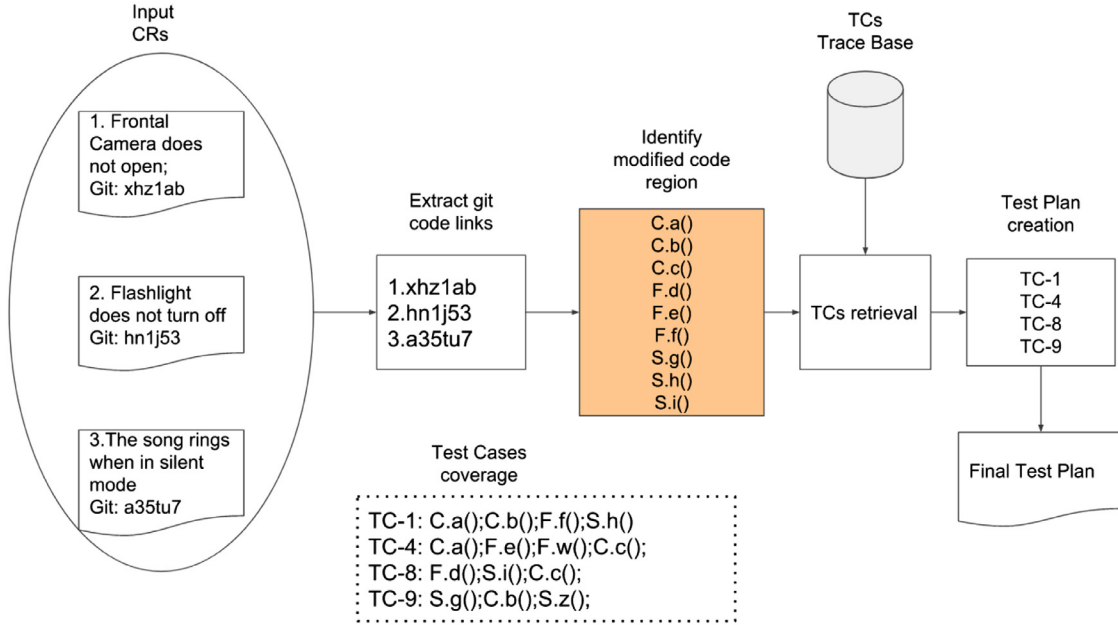 Input
CRs
1. Frontal
Camera does
not open;
Git: xhz1ab
2. Flashlight
does not turn off
Git: hn1j53
3.The song rings
when in silent
mode
Git: a35tu7
Extract git
code links
1.xhz1ab
2.hn1j53
3.a35tu7
Identify
modified code
region
C.a()
C.b()
C.c()
F.d()
F.e()
F.f()
S.g()
S.h()
S.i()
TCs
Trace Base
TCs retrieval
Test Plan
creation
TC-1
TC-4
TC-8
TC-9
Final Test Plan
Test Cases
coverage
TC-1: C.a();C.b();F.f();S.h()
TC-4: C.a();F.e();F.w();C.c();
TC-8: F.d();S.i();C.c();
TC-9: S.g();C.b();S.z();